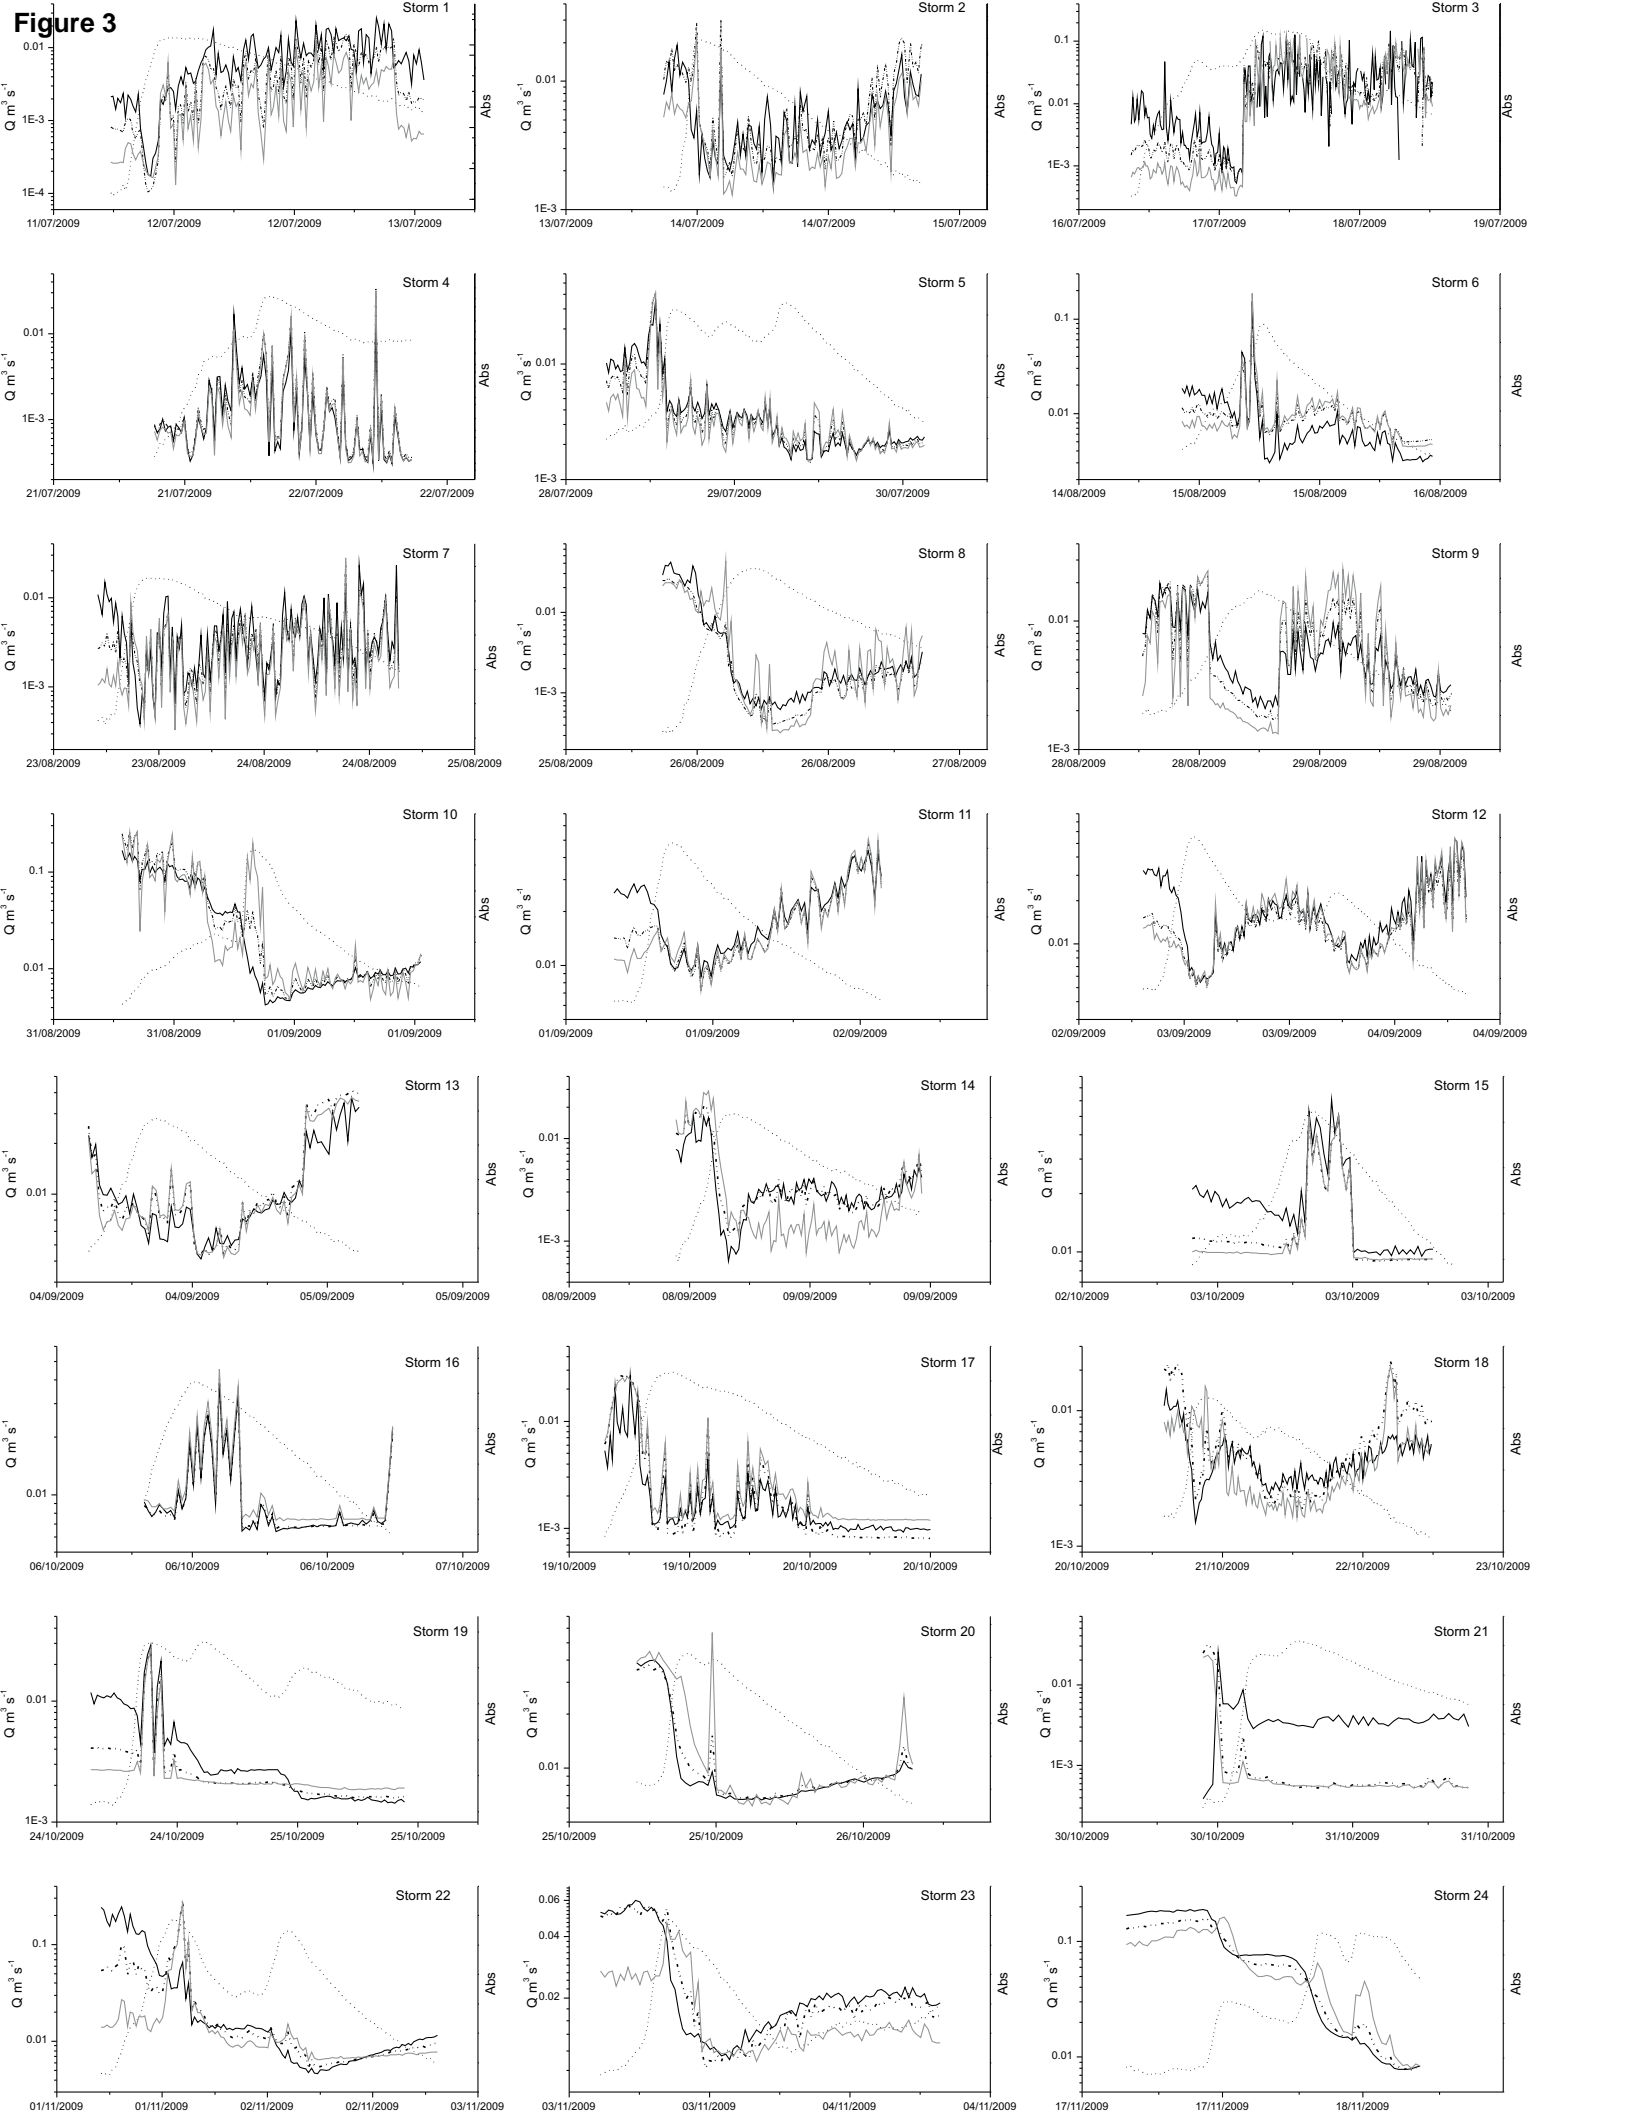 Figure 3
Storm 1
Storm 2
Storm 3
0.01
1E-3
1E-4
Q m³ s⁻¹
Abs
0.01
1E-3
Q m³ s⁻¹
Abs
0.1
0.01
1E-3
Q m³ s⁻¹
Abs
11/07/2009 12/07/2009 12/07/2009 13/07/2009
13/07/2009 14/07/2009 14/07/2009 15/07/2009
16/07/2009 17/07/2009 18/07/2009 19/07/2009
Storm 4
Storm 5
Storm 6
0.01
1E-3
Q m³ s⁻¹
Abs
0.01
1E-3
Q m³ s⁻¹
Abs
0.1
0.01
Q m³ s⁻¹
Abs
21/07/2009 21/07/2009 22/07/2009 22/07/2009
28/07/2009 29/07/2009 30/07/2009
14/08/2009 15/08/2009 15/08/2009 16/08/2009
Storm 7
Storm 8
Storm 9
0.01
1E-3
Q m³ s⁻¹
Abs
0.01
1E-3
Q m³ s⁻¹
Abs
0.01
1E-3
Q m³ s⁻¹
Abs
23/08/2009 23/08/2009 24/08/2009 24/08/2009 25/08/2009
25/08/2009 26/08/2009 26/08/2009 27/08/2009
28/08/2009 28/08/2009 29/08/2009 29/08/2009
Storm 10
Storm 11
Storm 12
0.1
0.01
Q m³ s⁻¹
Abs
0.01
Q m³ s⁻¹
Abs
0.01
Q m³ s⁻¹
Abs
31/08/2009 31/08/2009 01/09/2009 01/09/2009
01/09/2009 01/09/2009 02/09/2009
02/09/2009 03/09/2009 03/09/2009 04/09/2009 04/09/2009
Storm 13
Storm 14
Storm 15
0.01
Q m³ s⁻¹
Abs
0.01
1E-3
Q m³ s⁻¹
Abs
0.01
Q m³ s⁻¹
Abs
04/09/2009 04/09/2009 05/09/2009 05/09/2009
08/09/2009 08/09/2009 09/09/2009 09/09/2009
02/10/2009 03/10/2009 03/10/2009 03/10/2009
Storm 16
Storm 17
Storm 18
0.01
Q m³ s⁻¹
Abs
0.01
1E-3
Q m³ s⁻¹
Abs
0.01
1E-3
Q m³ s⁻¹
Abs
06/10/2009 06/10/2009 06/10/2009 07/10/2009
19/10/2009 19/10/2009 20/10/2009 20/10/2009
20/10/2009 21/10/2009 22/10/2009 23/10/2009
Storm 19
Storm 20
Storm 21
0.01
1E-3
Q m³ s⁻¹
Abs
0.01
Q m³ s⁻¹
Abs
0.01
1E-3
Q m³ s⁻¹
Abs
24/10/2009 24/10/2009 25/10/2009 25/10/2009
25/10/2009 25/10/2009 26/10/2009
30/10/2009 30/10/2009 31/10/2009 31/10/2009
Storm 22
Storm 23
Storm 24
0.1
0.01
Q m³ s⁻¹
Abs
0.06
0.04
0.02
Q m³ s⁻¹
Abs
0.1
0.01
Q m³ s⁻¹
Abs
01/11/2009 01/11/2009 02/11/2009 02/11/2009 03/11/2009
03/11/2009 03/11/2009 04/11/2009 04/11/2009
17/11/2009 17/11/2009 18/11/2009